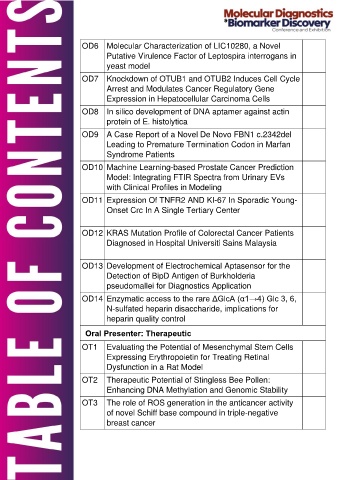 Molecular Diagnostics
& Biomarker Discovery
Conference and Exhibition
TABLE OF CONTENTS
OD6 Molecular Characterization of LIC10280, a Novel
Putative Virulence Factor of Leptospira interrogans in
yeast model
OD7 Knockdown of OTUB1 and OTUB2 Induces Cell Cycle
Arrest and Modulates Cancer Regulatory Gene
Expression in Hepatocellular Carcinoma Cells
OD8 In silico development of DNA aptamer against actin
protein of E. histolytica
OD9 A Case Report of a Novel De Novo FBN1 c.2342del
Leading to Premature Termination Codon in Marfan
Syndrome Patients
OD10 Machine Learning-based Prostate Cancer Prediction
Model: Integrating FTIR Spectra from Urinary EVs
with Clinical Profiles in Modeling
OD11 Expression Of TNFR2 AND KI-67 In Sporadic Young-
Onset Crc In A Single Tertiary Center
OD12 KRAS Mutation Profile of Colorectal Cancer Patients
Diagnosed in Hospital Universiti Sains Malaysia
OD13 Development of Electrochemical Aptasensor for the
Detection of BipD Antigen of Burkholderia
pseudomallei for Diagnostics Application
OD14 Enzymatic access to the rare ΔGlcA (α1→4) Glc 3, 6,
N-sulfated heparin disaccharide, implications for
heparin quality control
Oral Presenter: Therapeutic
OT1 Evaluating the Potential of Mesenchymal Stem Cells
Expressing Erythropoietin for Treating Retinal
Dysfunction in a Rat Model
OT2 Therapeutic Potential of Stingless Bee Pollen:
Enhancing DNA Methylation and Genomic Stability
OT3 The role of ROS generation in the anticancer activity
of novel Schiff base compound in triple-negative
breast cancer